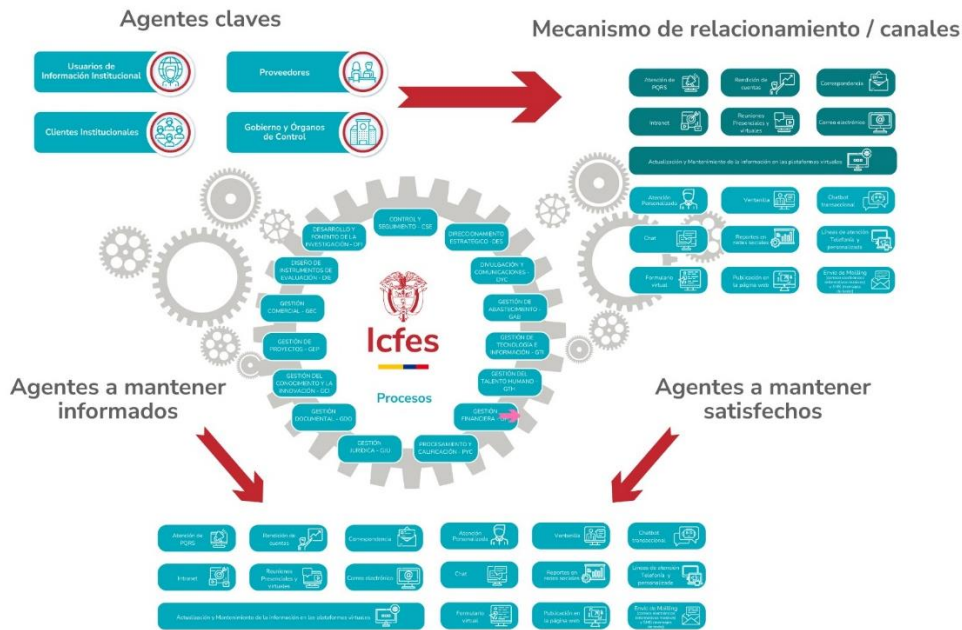 Agentes claves
Mecanismo de relacionamiento / canales
Usuarios de
Información Institucional
Proveedores
Clientes Institucionales
Gobierno y Órganos
de Control
Atención de
PQRS
Rendición de
cuentas
Correspondencia
Intranet
Reuniones
Presenciales y
virtuales
Correo electrónico
Actualización y Mantenimiento de la información en las plataformas virtuales
Atención
Personalizada
Ventanilla
Chatbot
transaccional
Chat
Reportes en
redes sociales
Líneas de atención
Telefonía y
personalizada
Formulario
virtual
Publicación en
la página web
Envío de Mailing
CONTROL Y
SEGUIMIENTO - CSE
DESARROLLO Y
FOMENTO DE LA
INVESTIGACIÓN - DFI
DIRECCIONAMIENTO
ESTRATÉGICO - DES
DISEÑO DE
INSTRUMENTOS DE
EVALUACIÓN - DIE
DIVULGACIÓN Y
COMUNICACIONES -
DYC
GESTIÓN
COMERCIAL - GEC
GESTIÓN DE
ABASTECIMIENTO -
GAB
GESTIÓN DE
PROYECTOS - GEP
GESTIÓN DE
TECNOLOGÍA E
INFORMACIÓN - GTI
GESTIÓN DEL
CONOCIMIENTO Y LA
INNOVACIÓN - GCI
GESTIÓN DEL
TALENTO HUMANO -
GTH
GESTIÓN
DOCUMENTAL - GDO
GESTIÓN
FINANCIERA -
GESTIÓN
JURÍDICA - GJU
PROCESAMIENTO Y
CALIFICACIÓN - PYC
Icfes
Procesos
Agentes a mantener
informados
Agentes a mantener
satisfechos
Atención de
PQRS
Rendición de
cuentas
Correspondencia
Atención
Personalizada
Ventanilla
Chatbot
transaccional
Intranet
Reuniones
Presenciales y
virtuales
Correo electrónico
Chat
Reportes en
redes sociales
Líneas de atención
Telefonía y
personalizada
Actualización y Mantenimiento de la información en las plataformas virtuales
Formulario
virtual
Publicación en
la página web
Envío de Mailing